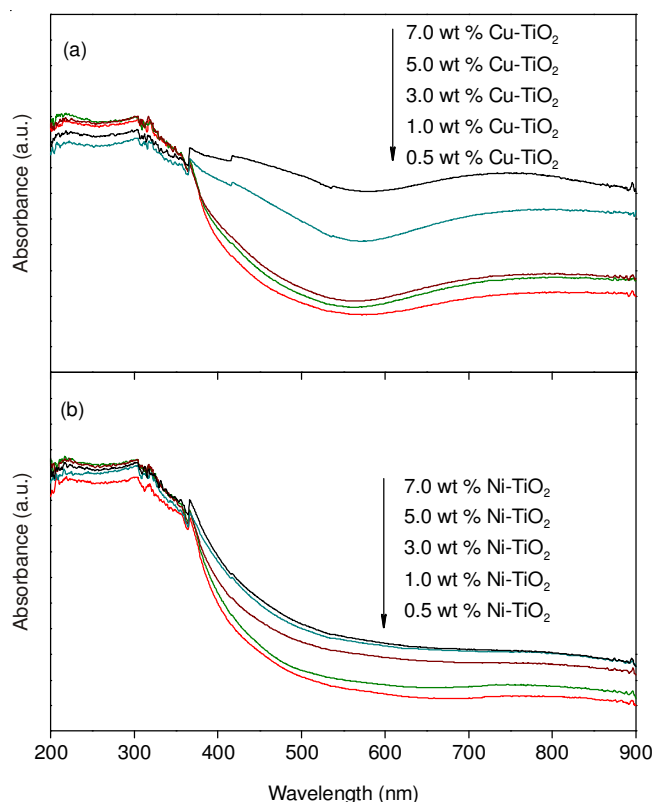 (a)
7.0 wt % Cu-TiO₂
5.0 wt % Cu-TiO₂
3.0 wt % Cu-TiO₂
1.0 wt % Cu-TiO₂
0.5 wt % Cu-TiO₂
Absorbance (a.u.)
(b)
7.0 wt % Ni-TiO₂
5.0 wt % Ni-TiO₂
3.0 wt % Ni-TiO₂
1.0 wt % Ni-TiO₂
0.5 wt % Ni-TiO₂
Absorbance (a.u.)
200 300 400 500 600 700 800 900
Wavelength (nm)